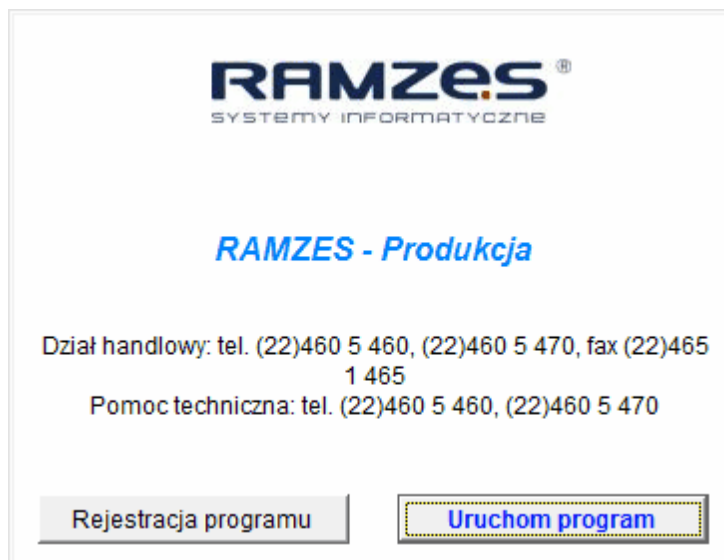 RAMZES ®
SYSTEMY INFORMATYCZNE
RAMZES - Produkcja
Dział handlowy: tel. (22)460 5 460, (22)460 5 470, fax (22)465
1 465
Pomoc techniczna: tel. (22)460 5 460, (22)460 5 470
Rejestracja programu
Uruchom program